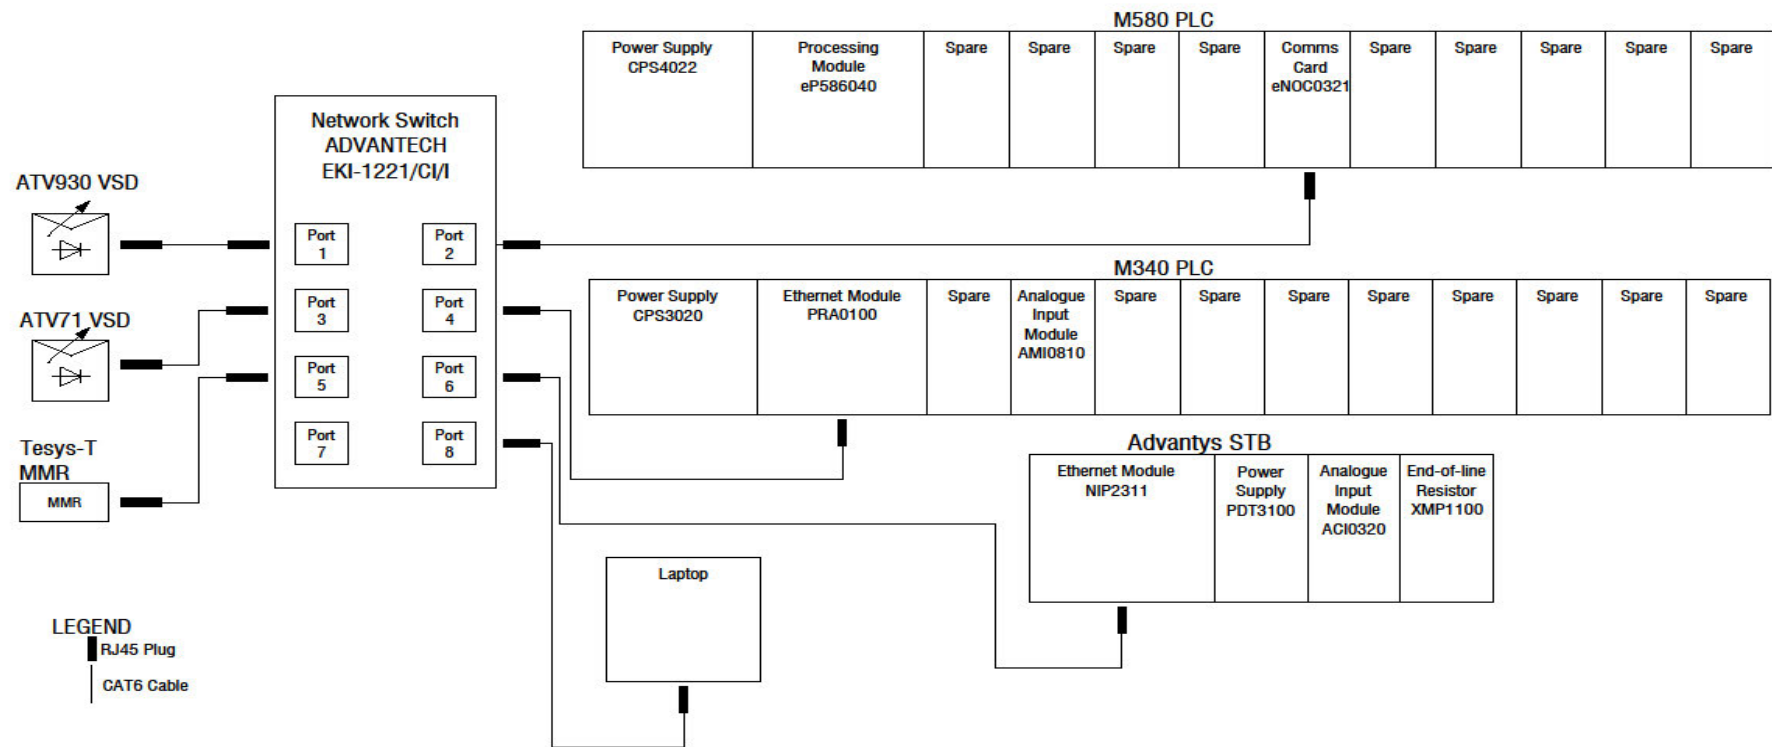 M580 PLC
Power Supply
CPS4022
Processing
Module
eP586040
Spare
Spare
Spare
Spare
Comms
Card
eNOC0321
Spare
Spare
Spare
Spare
Spare
Network Switch
ADVANTECH
EKI-1221/CI/I
Port
1
Port
2
Port
3
Port
4
Port
5
Port
6
Port
7
Port
8
ATV930 VSD
ATV71 VSD
Tesys-T
MMR
MMR
M340 PLC
Power Supply
CPS3020
Ethernet Module
PRA0100
Spare
Analogue
Input
Module
AMI0810
Spare
Spare
Spare
Spare
Spare
Spare
Spare
Spare
Advantys STB
Ethernet Module
NIP2311
Power
Supply
PDT3100
Analogue
Input
Module
ACI0320
End-of-line
Resistor
XMP1100
Laptop
LEGEND
RJ45 Plug
CAT6 Cable